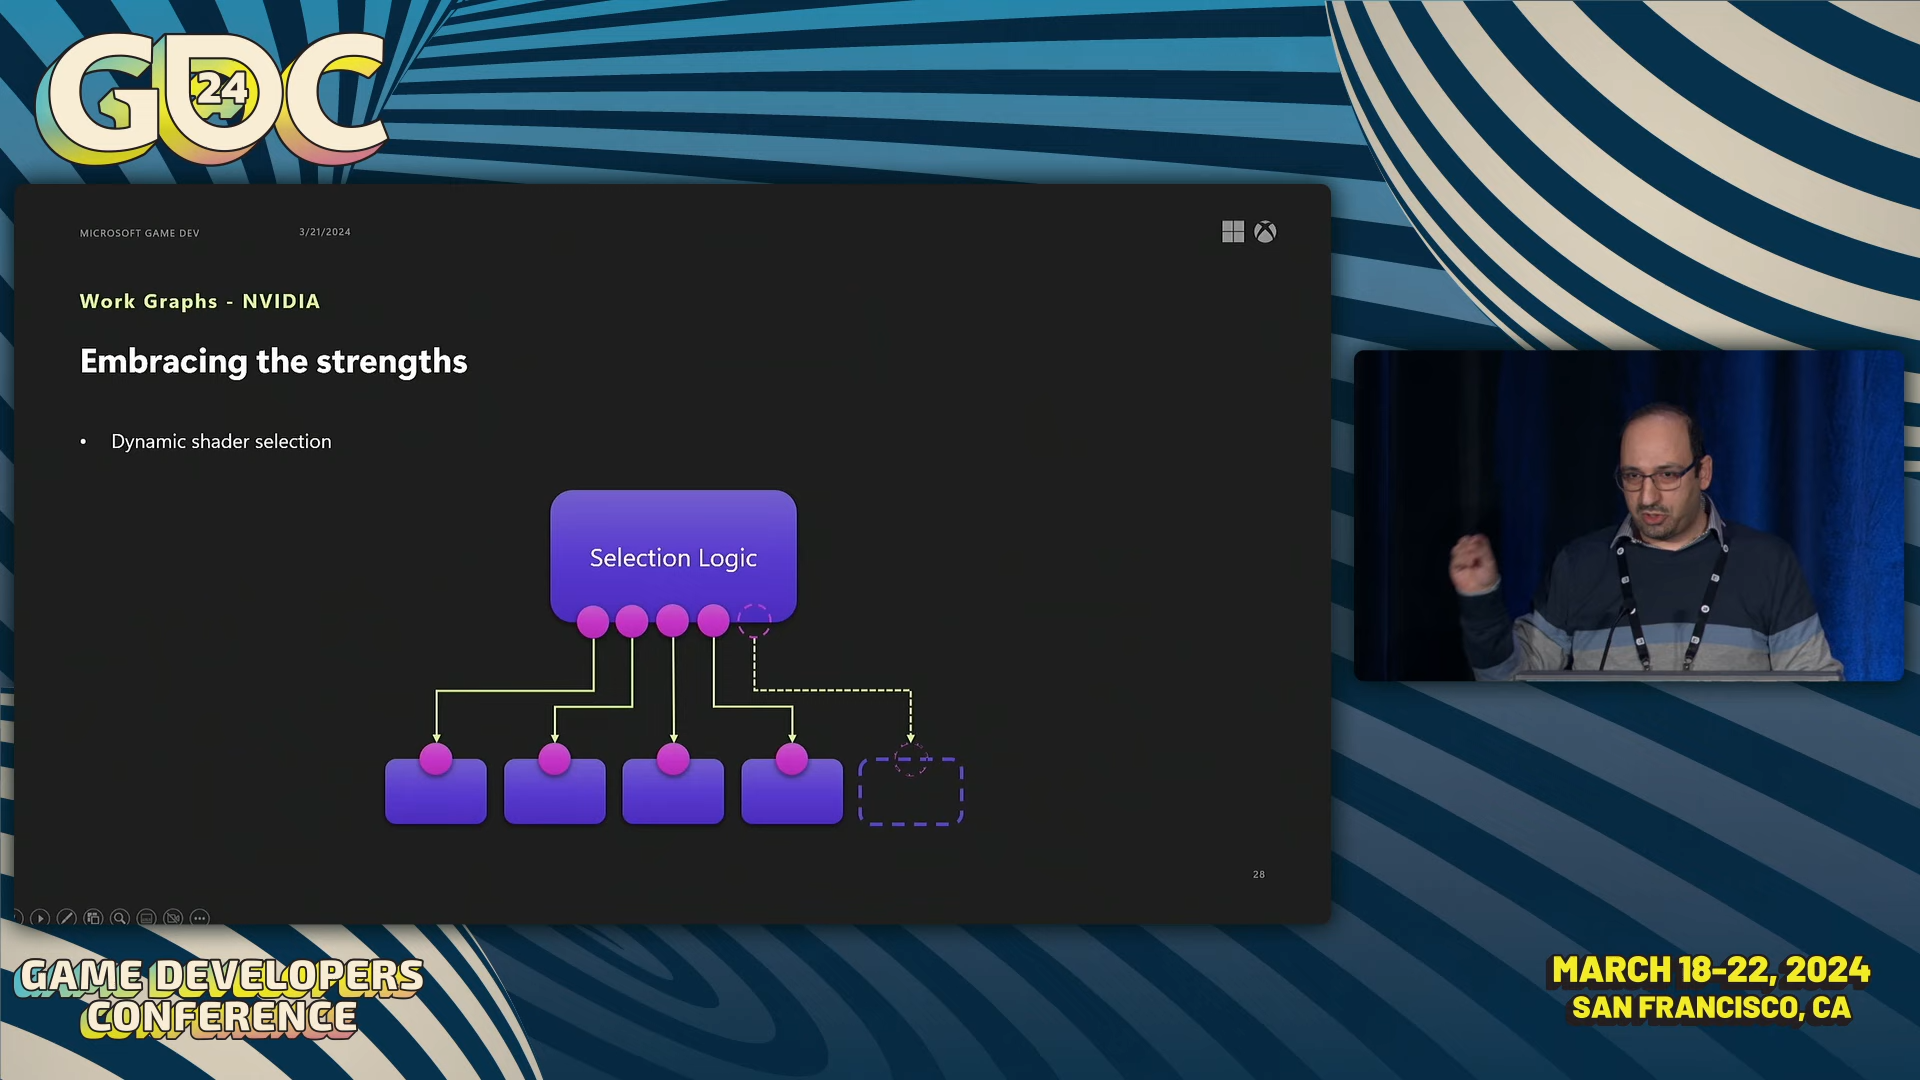 GDC
24
MICROSOFT GAME DEV
3/21/2024
Work Graphs - NVIDIA
Embracing the strengths
• Dynamic shader selection
Selection Logic
28
GAME DEVELOPERS
CONFERENCE
MARCH 18-22, 2024
SAN FRANCISCO, CA